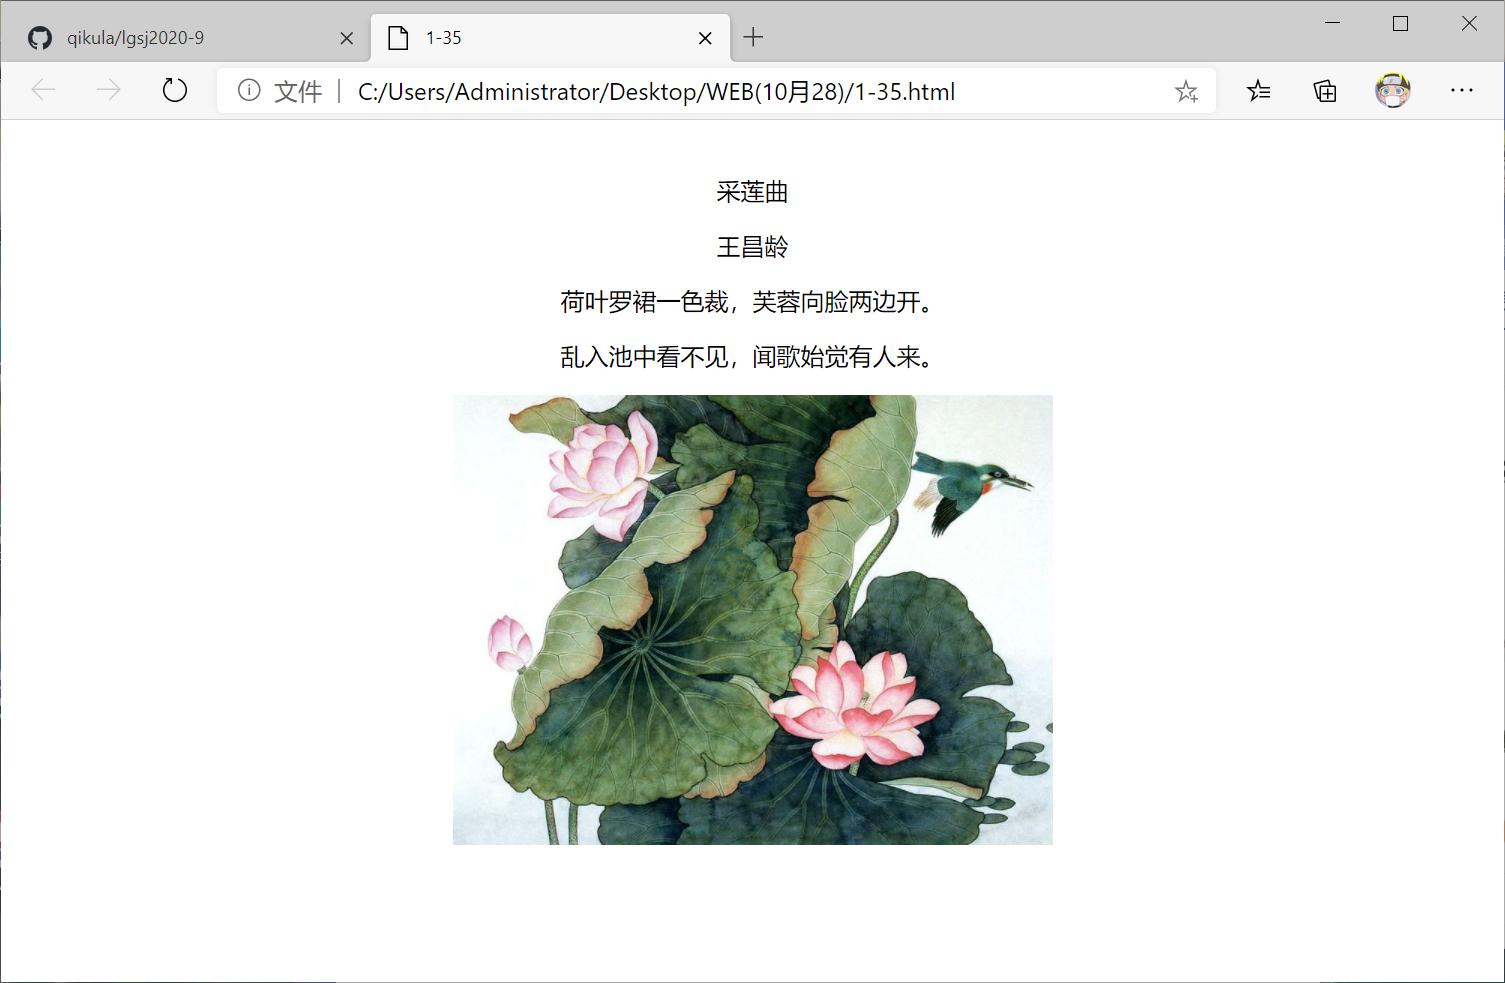 qikula/lgsj2020-9
1-35
文件 | C:/Users/Administrator/Desktop/WEB(10月28)/1-35.html
采莲曲
王昌龄
荷叶罗裙一色裁，芙蓉向脸两边开。
乱入池中看不见，闻歌始觉有人来。